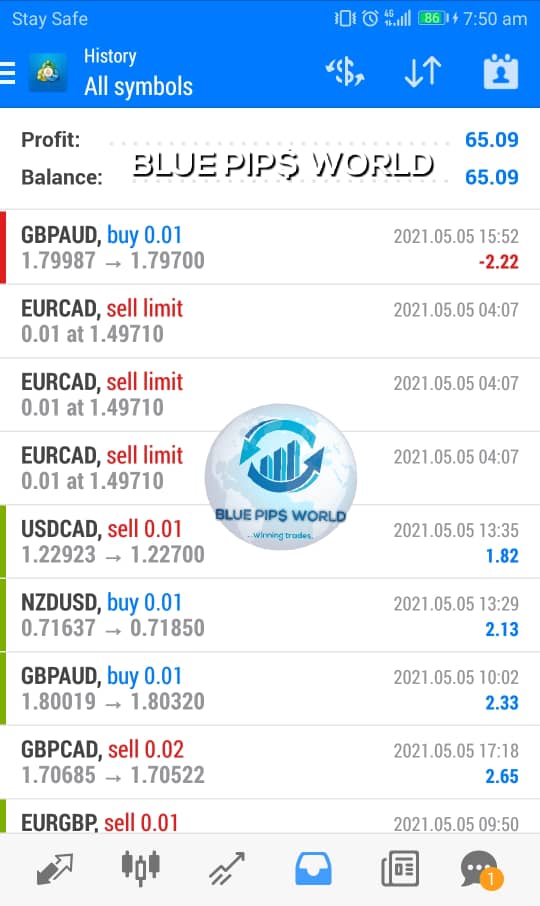 Stay Safe 4G 86 7:50 am
History
All symbols
Profit: 65.09
BLUE PIP$ WORLD
Balance: 65.09
GBPAUD, buy 0.01 2021.05.05 15:52
1.79987 → 1.79700 -2.22
EURCAD, sell limit 2021.05.05 04:07
0.01 at 1.49710
EURCAD, sell limit 2021.05.05 04:07
0.01 at 1.49710
EURCAD, sell limit 2021.05.05 04:07
0.01 at 1.49710
BLUE PIP$ WORLD
...winning trades.
USDCAD, sell 0.01 2021.05.05 13:35
1.22923 → 1.22700 1.82
NZDUSD, buy 0.01 2021.05.05 13:29
0.71637 → 0.71850 2.13
GBPAUD, buy 0.01 2021.05.05 10:02
1.80019 → 1.80320 2.33
GBPCAD, sell 0.02 2021.05.05 17:18
1.70685 → 1.70522 2.65
EURGBP, sell 0.01 2021.05.05 09:50
1